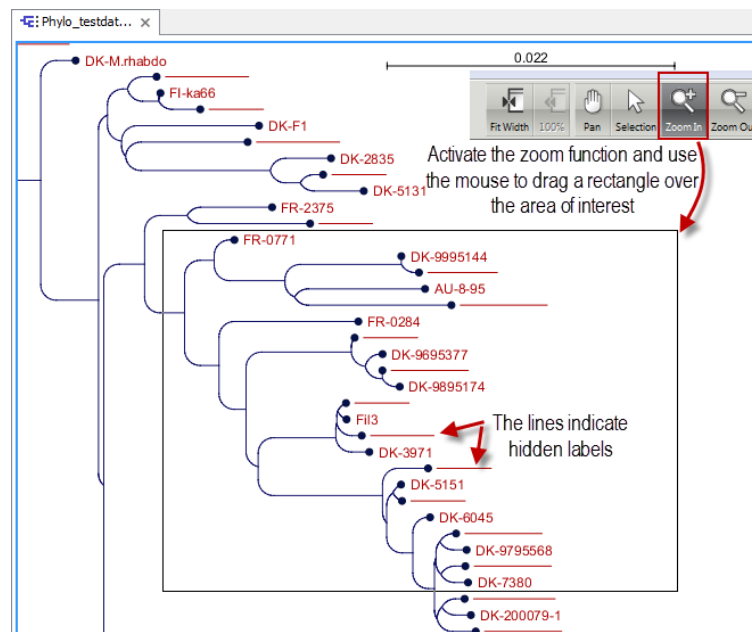 Phylo_testdat...
DK-M.rhabdo
0.022
FI-ka66
Fit Width 100% Pan Selection Zoom In Zoom Ou
DK-F1
Activate the zoom function and use
the mouse to drag a rectangle over
the area of interest
DK-2835
DK-5131
FR-2375
FR-0771
DK-9995144
AU-8-95
FR-0284
DK-9695377
DK-9895174
Fil3
The lines indicate
hidden labels
DK-3971
DK-5151
DK-6045
DK-9795568
DK-7380
DK-200079-1